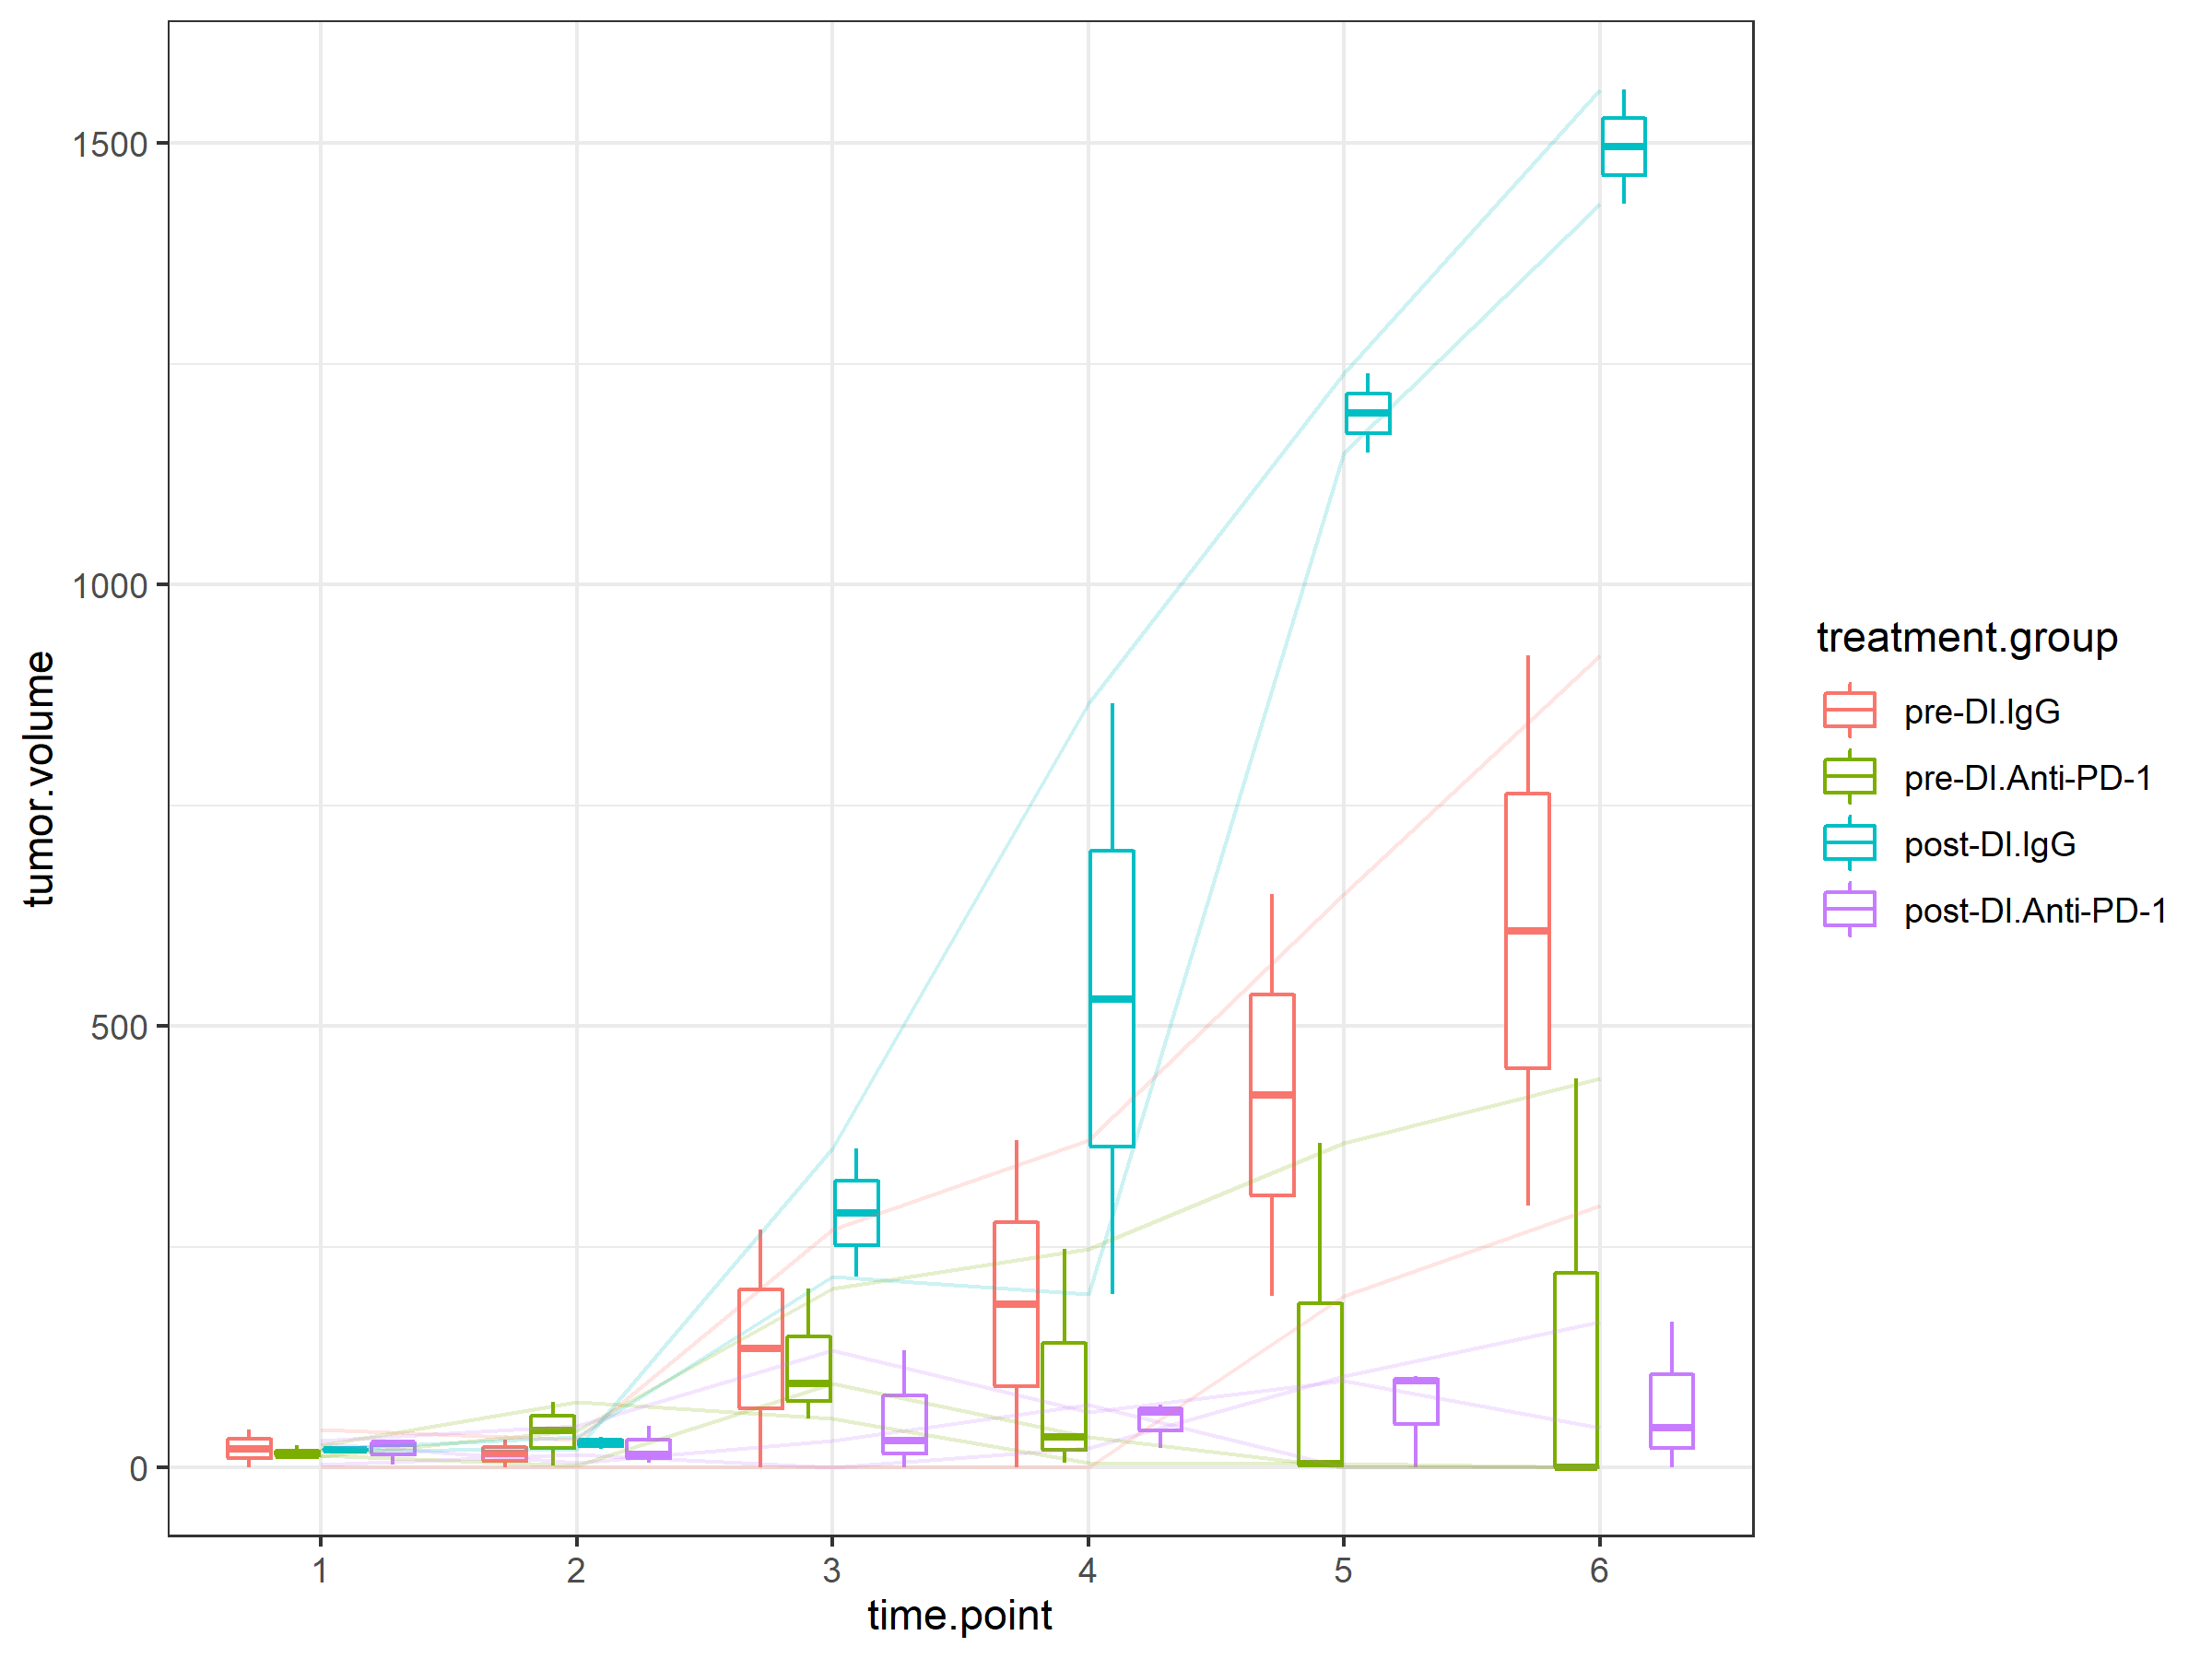 1500
1000
500
0
tumor.volume
1 2 3 4 5 6
time.point
treatment.group
pre-DI.IgG
pre-DI.Anti-PD-1
post-DI.IgG
post-DI.Anti-PD-1